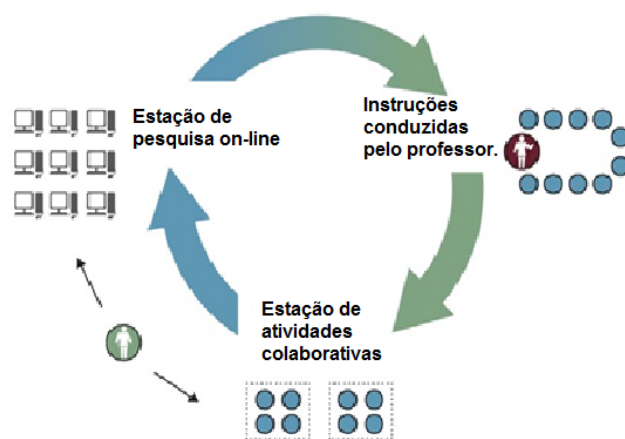 Estação de
pesquisa on-line
Instruções
conduzidas
pelo professor.
Estação de
atividades
colaborativas